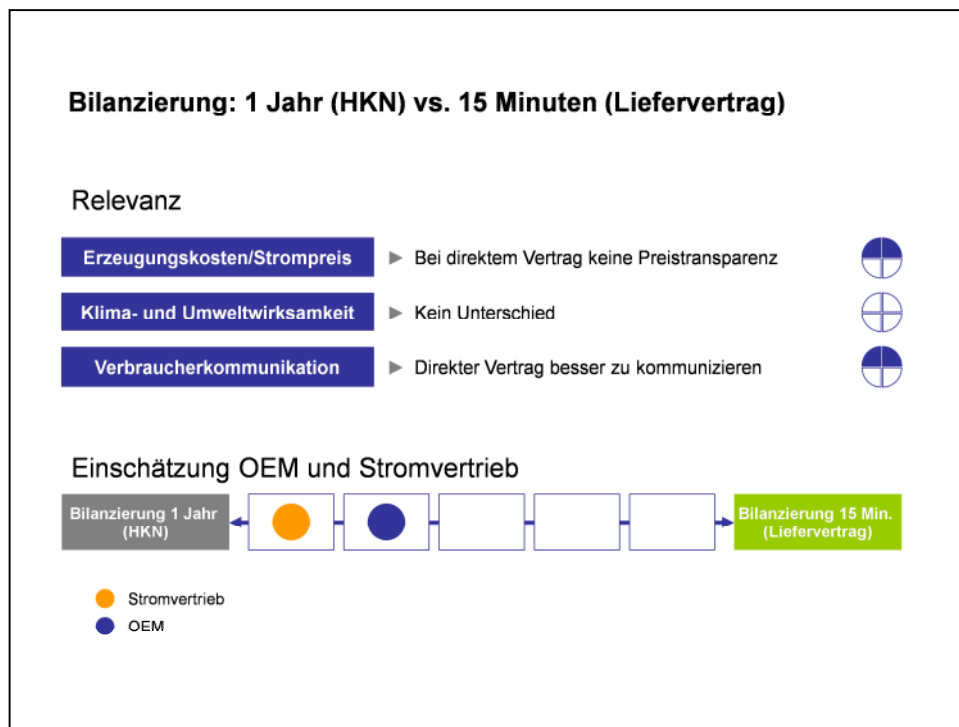 Bilanzierung: 1 Jahr (HKN) vs. 15 Minuten (Liefervertrag)
Relevanz
Erzeugungskosten/Strompreis
Bei direktem Vertrag keine Preistransparenz
Klima- und Umweltwirksamkeit
Kein Unterschied
Verbraucherkommunikation
Direkter Vertrag besser zu kommunizieren
Einschätzung OEM und Stromvertrieb
Bilanzierung 1 Jahr
(HKN)
Bilanzierung 15 Min.
(Liefervertrag)
Stromvertrieb
OEM